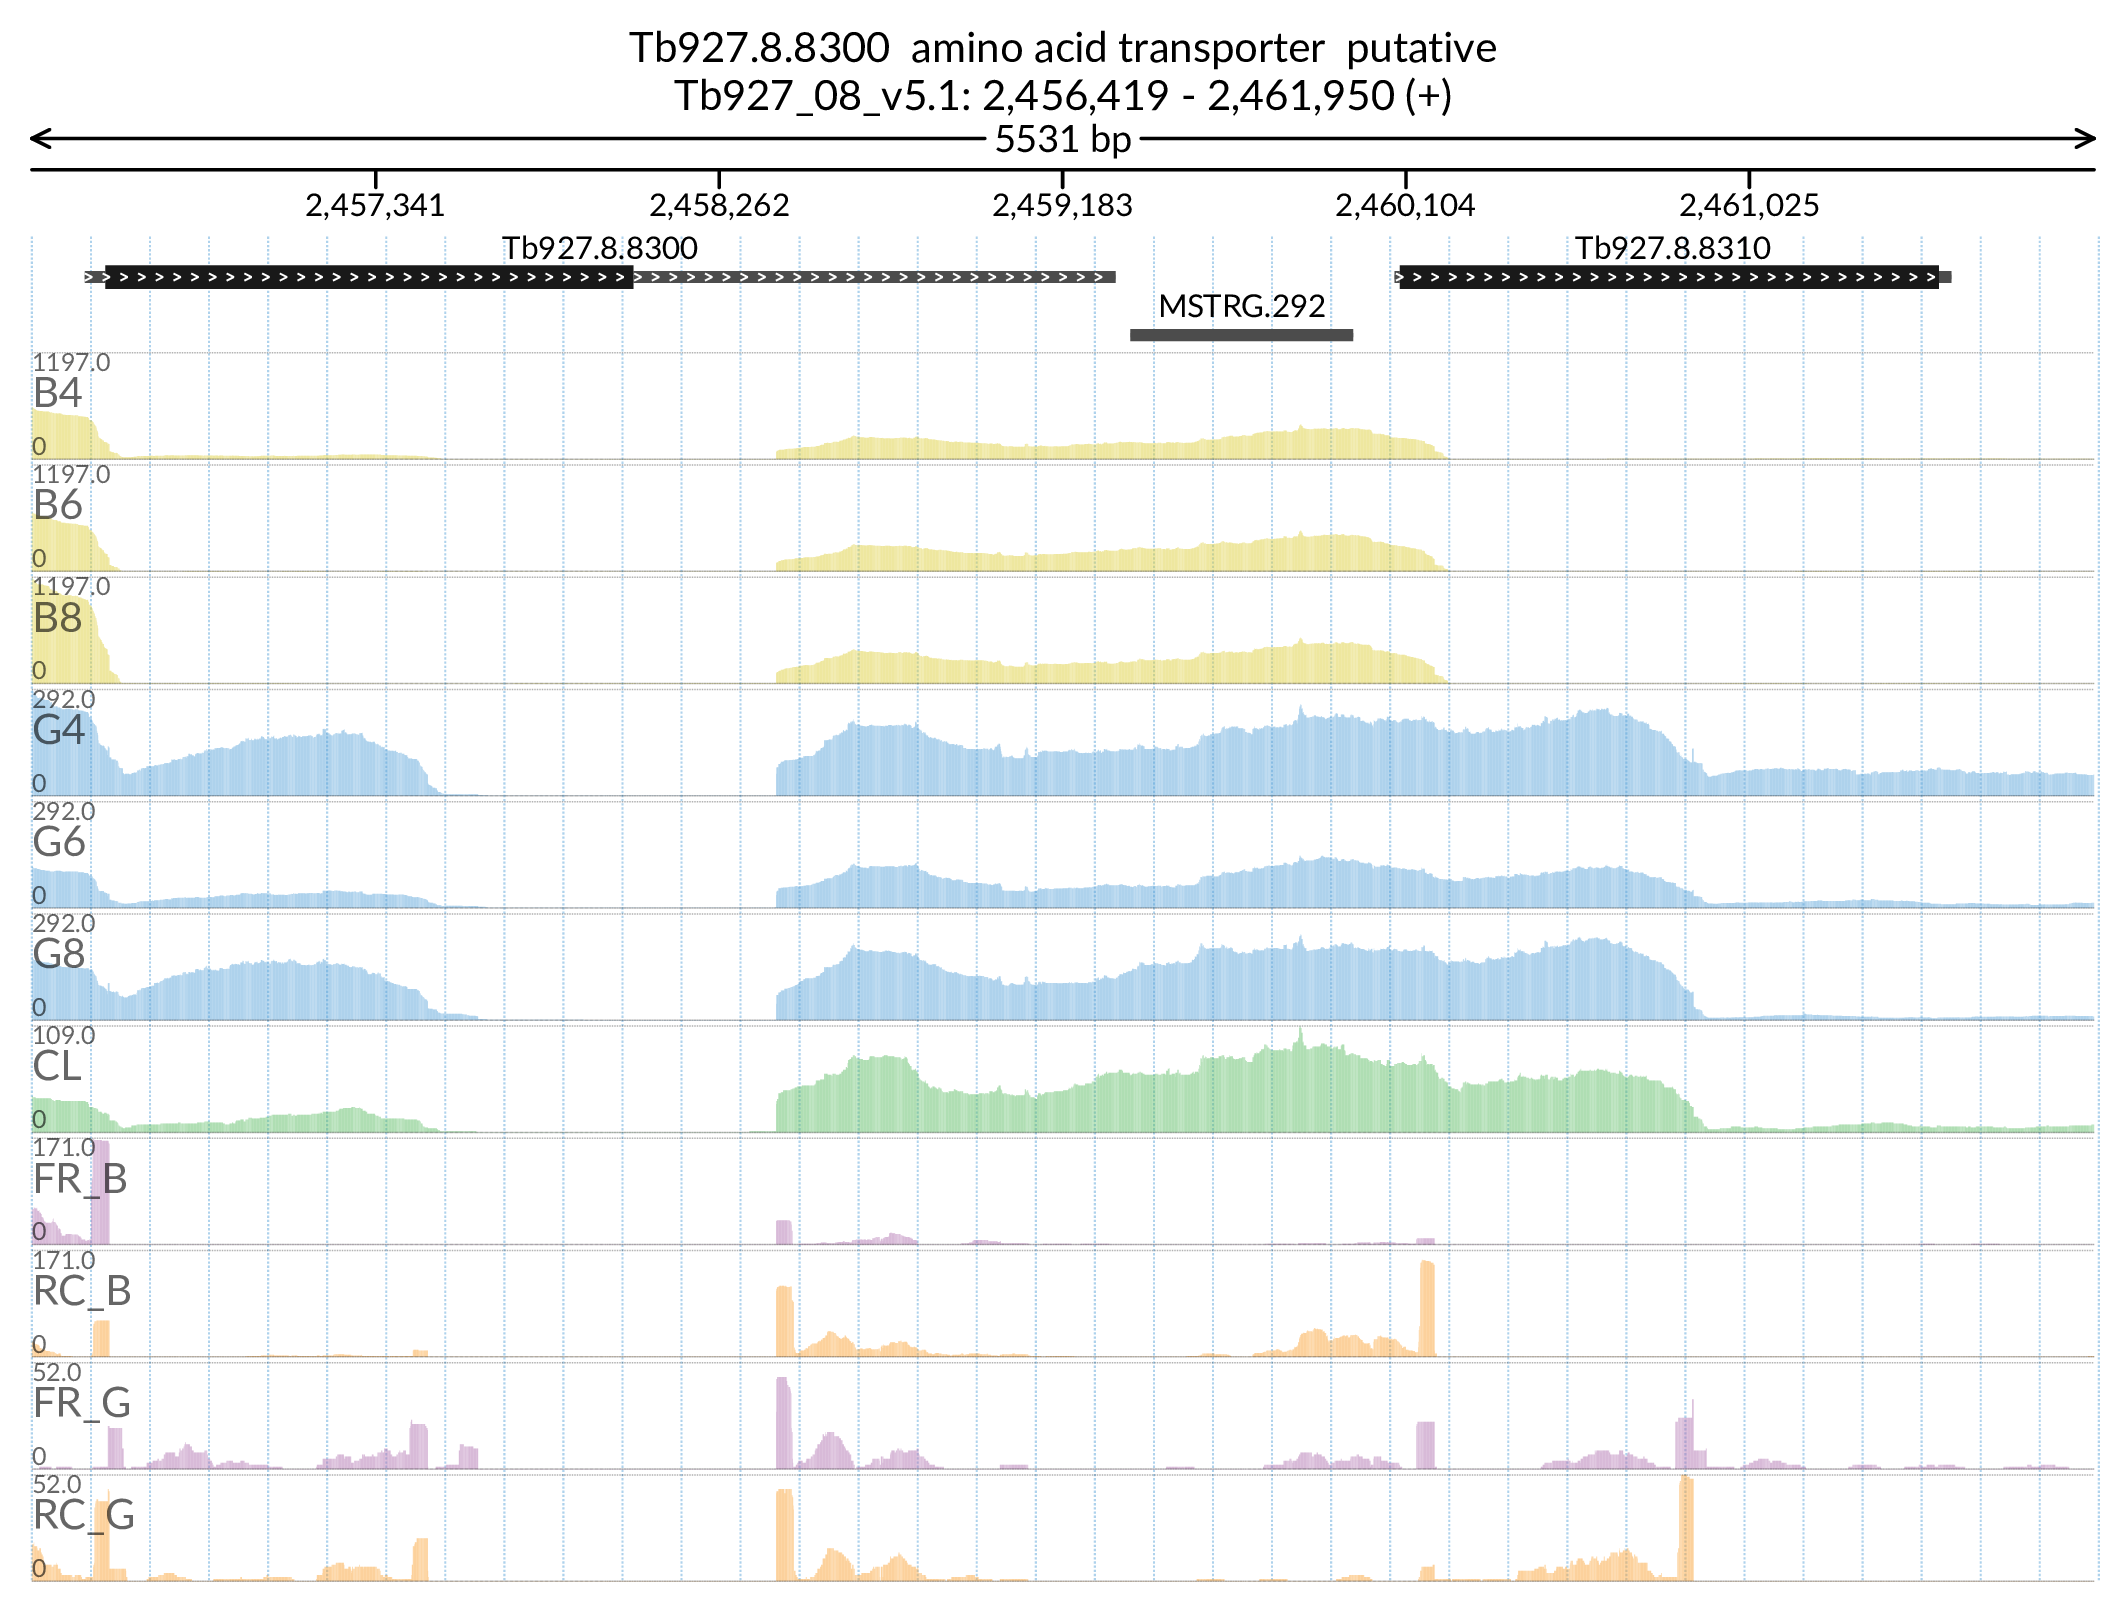 Tb927.8.8300 amino acid transporter putative
Tb927_08_v5.1: 2,456,419 - 2,461,950 (+)
5531 bp
2,457,341 2,458,262 2,459,183 2,460,104 2,461,025
Tb927.8.8300 Tb927.8.8310
MSTRG.292
1197.0
B4
0
1197.0
B6
0
1197.0
B8
0
292.0
G4
0
292.0
G6
0
292.0
G8
0
109.0
CL
0
171.0
FR_B
0
171.0
RC_B
0
52.0
FR_G
0
52.0
RC_G
0